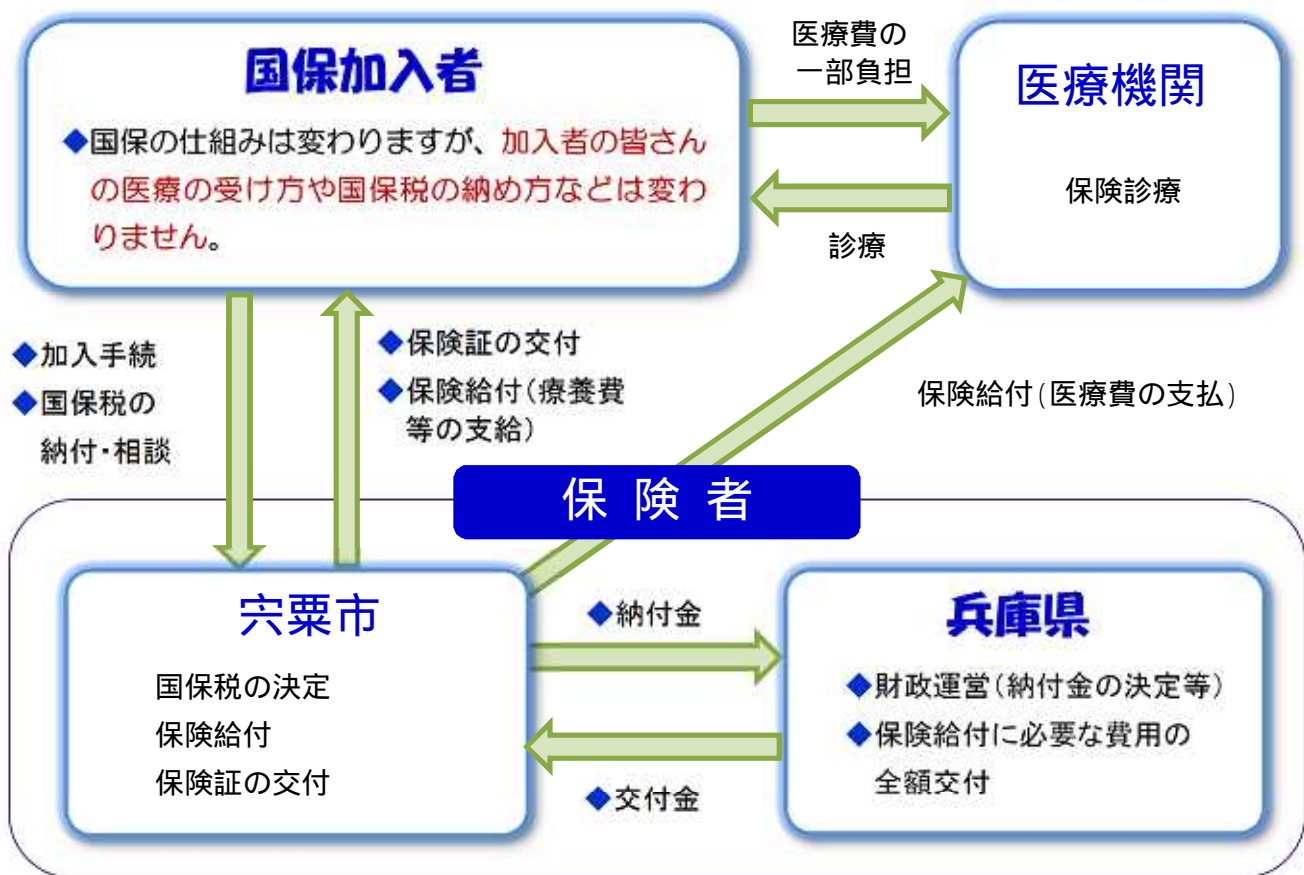 国保加入者
◆国保の仕組みは変わりますが、加入者の皆さん
の医療の受け方や国保税の納め方などは変わ
りません。
医療費の
一部負担
診療
医療機関
保険診療
◆加入手続
◆国保税の
納付・相談
◆保険証の交付
◆保険給付(療養費
等の支給)
保険給付(医療費の支払)
保険者
宍粟市
国保税の決定
保険給付
保険証の交付
◆納付金
◆交付金
兵庫県
◆財政運営(納付金の決定等)
◆保険給付に必要な費用の
全額交付